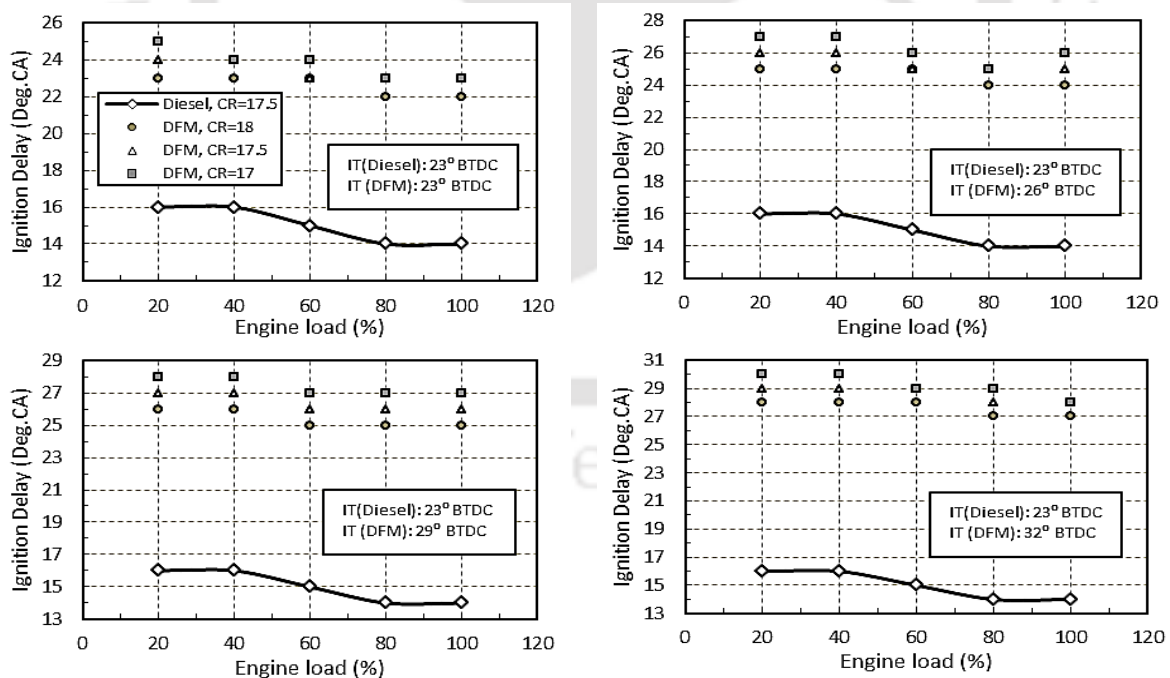 26
24
22
20
18
16
14
12
Ignition Delay (Deg.CA)
Diesel, CR=17.5
DFM, CR=18
DFM, CR=17.5
DFM, CR=17
IT(Diesel): 23° BTDC
IT (DFM): 23° BTDC
0 20 40 60 80 100 120
Engine load (%)
28
26
24
22
20
18
16
14
12
Ignition Delay (Deg.CA)
IT(Diesel): 23° BTDC
IT (DFM): 26° BTDC
0 20 40 60 80 100 120
Engine load (%)
29
27
25
23
21
19
17
15
13
Ignition Delay (Deg.CA)
IT(Diesel): 23° BTDC
IT (DFM): 29° BTDC
0 20 40 60 80 100 120
Engine load (%)
31
29
27
25
23
21
19
17
15
13
Ignition Delay (Deg.CA)
IT(Diesel): 23° BTDC
IT (DFM): 32° BTDC
0 20 40 60 80 100 120
Engine load (%)